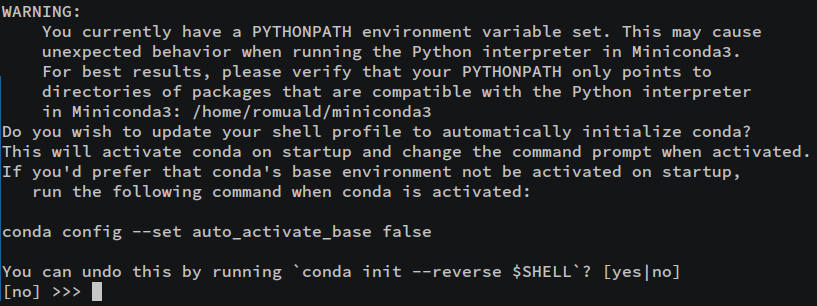 WARNING:
    You currently have a PYTHONPATH environment variable set. This may cause
    unexpected behavior when running the Python interpreter in Miniconda3.
    For best results, please verify that your PYTHONPATH only points to
    directories of packages that are compatible with the Python interpreter
    in Miniconda3: /home/romuald/miniconda3
Do you wish to update your shell profile to automatically initialize conda?
This will activate conda on startup and change the command prompt when activated.
If you'd prefer that conda's base environment not be activated on startup,
   run the following command when conda is activated:

conda config --set auto_activate_base false

You can undo this by running `conda init --reverse $SHELL`? [yes|no]
[no] >>>